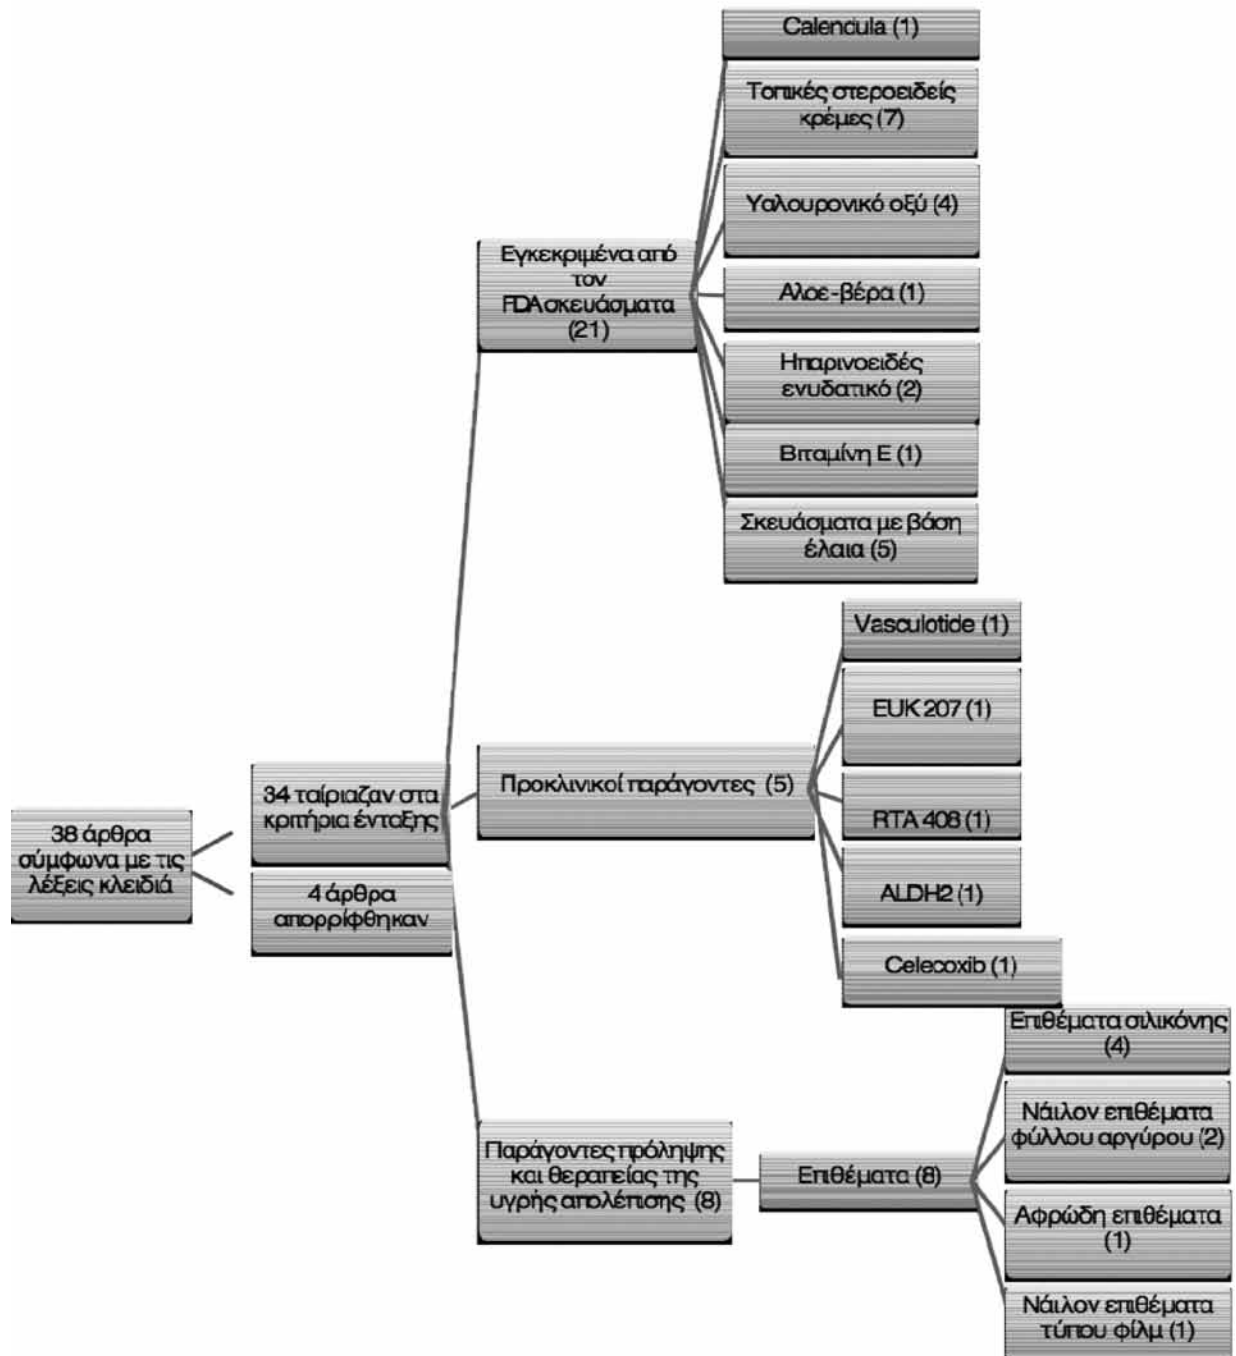 38 άρθρα
σύμφωνα με τις
λέξεις κλειδιά
34 ταίριαζαν στα
κριτήρια ένταξης
4 άρθρα
απορρίφθηκαν
Εγκεκριμένα από
τον
FDA σκευάσματα
(21)
Calendula (1)
Τοπικές στεροειδείς
κρέμες (7)
Υαλουρονικό οξύ (4)
Αλοε-βέρα (1)
Ηπαρινοειδές
ενυδατικό (2)
Βιταμίνη Ε (1)
Σκευάσματα με βάση
έλαια (5)
Προκλινικοί παράγοντες (5)
Vasculotide (1)
EUK 207 (1)
RTA 408 (1)
ALDH2 (1)
Celecoxib (1)
Παράγοντες πρόληψης
και θεραπείας της
υγρής απολέπισης (8)
Επιθέματα (8)
Επιθέματα σιλικόνης
(4)
Νάιλον επιθέματα
φύλλου αργύρου (2)
Αφρώδη επιθέματα
(1)
Νάιλον επιθέματα
τύπου φίλμ (1)